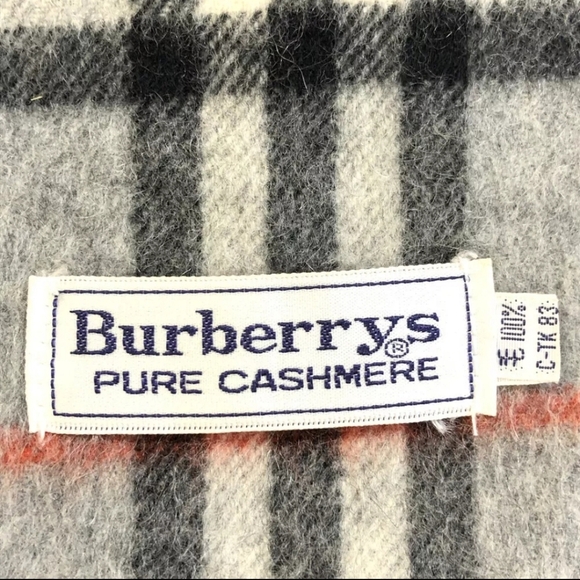 Burberrys®
PURE CASHMERE
毛 100%
C-TK 83